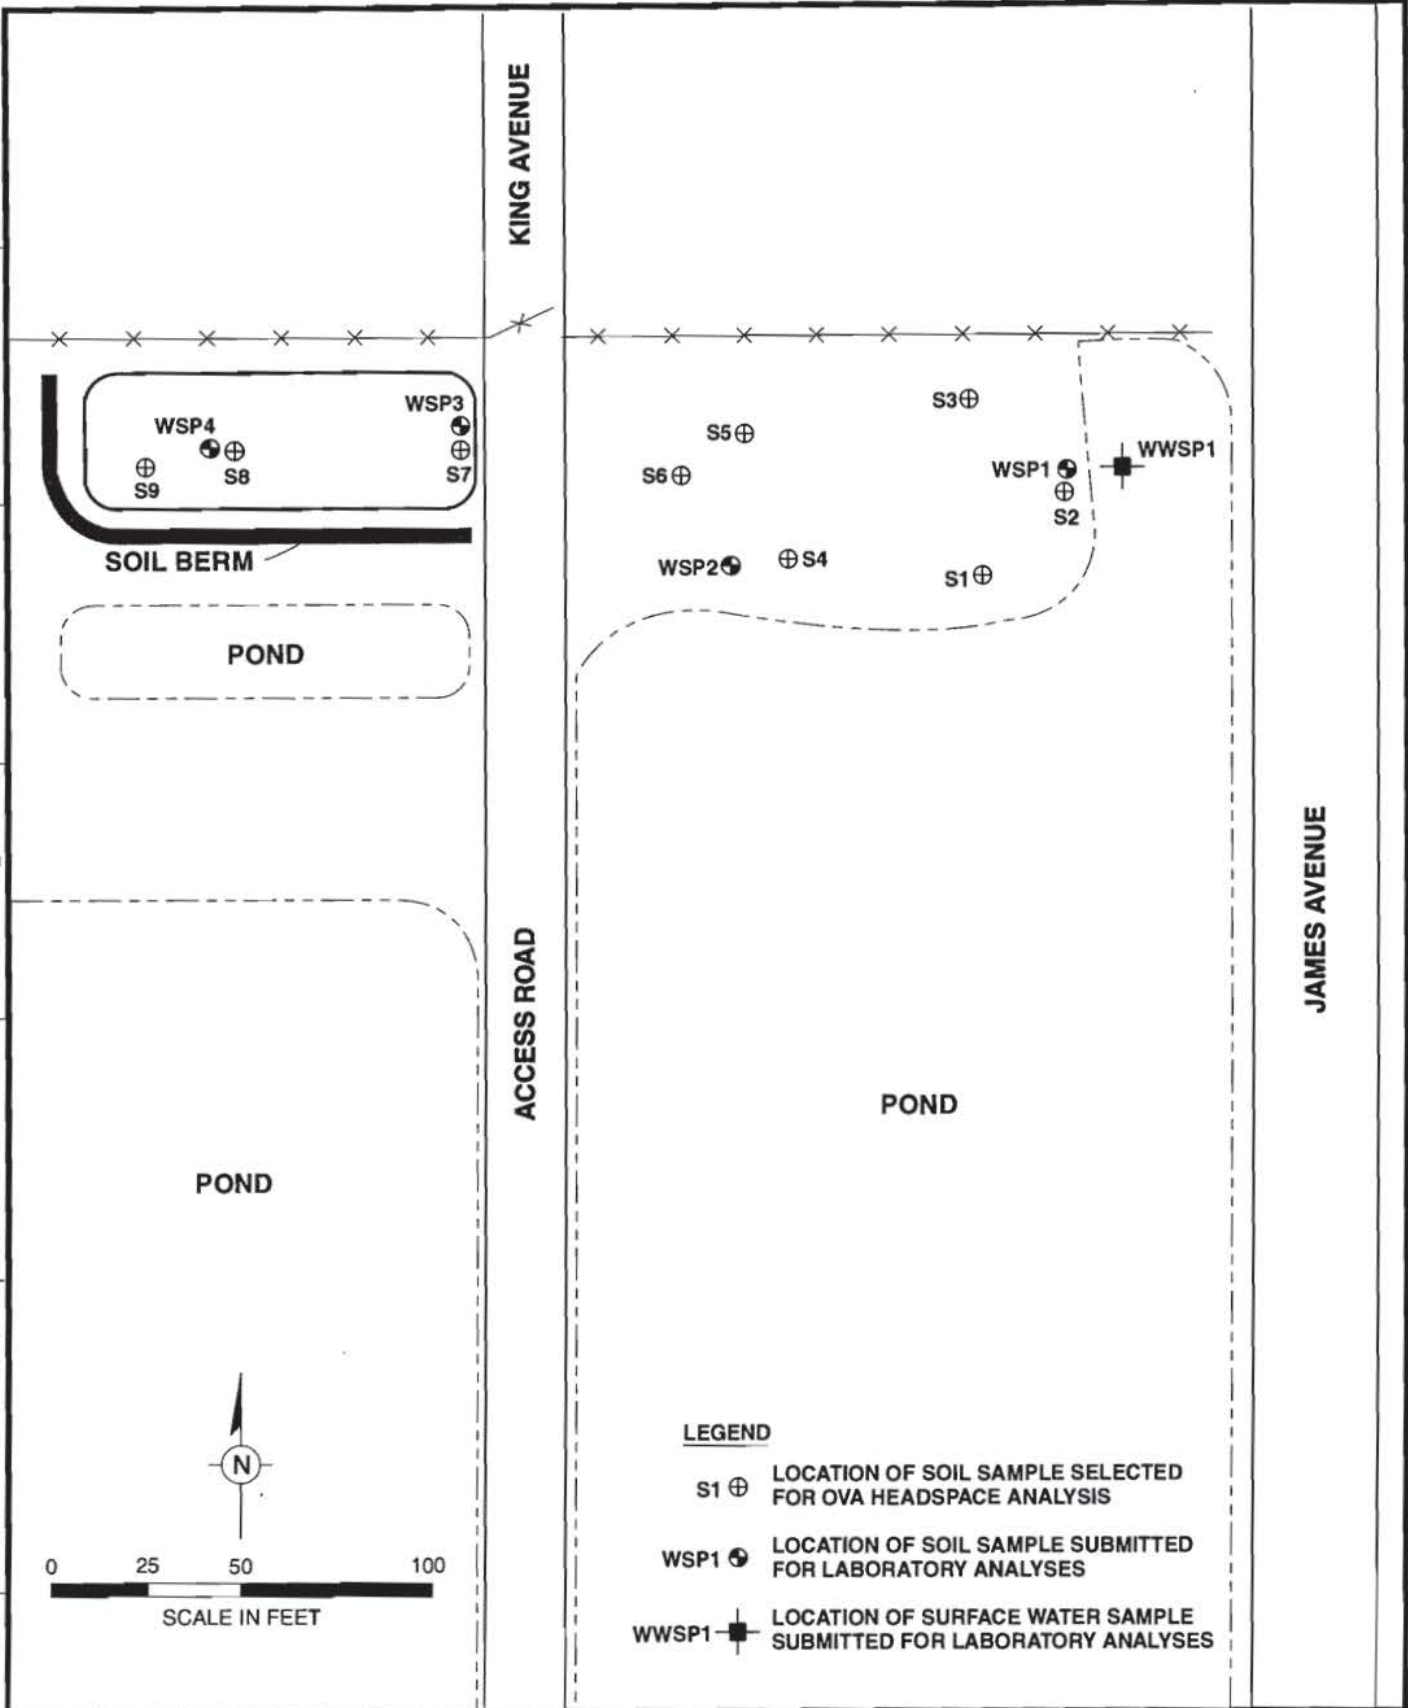 KING AVENUE
WSP3
WSP4
S9
S8
S7
S3
S5
S6
WSP1
WWSP1
S2
WSP2
S4
S1
SOIL BERM
POND
ACCESS ROAD
JAMES AVENUE
POND
POND
N
0 25 50 100
SCALE IN FEET
LEGEND
S1 LOCATION OF SOIL SAMPLE SELECTED
FOR OVA HEADSPACE ANALYSIS
WSP1 LOCATION OF SOIL SAMPLE SUBMITTED
FOR LABORATORY ANALYSES
WWSP1 LOCATION OF SURFACE WATER SAMPLE
SUBMITTED FOR LABORATORY ANALYSES